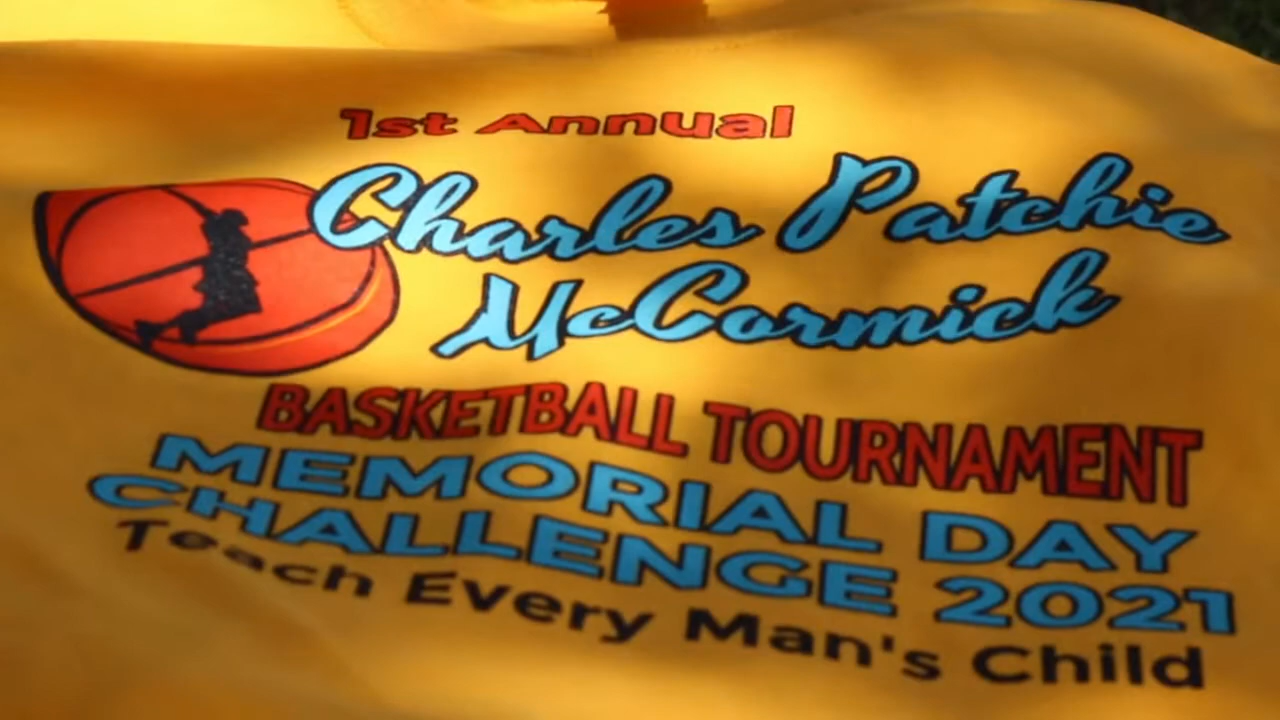 1st Annual
Charles Patchie
McCormick
BASKETBALL TOURNAMENT
MEMORIAL DAY
CHALLENGE 2021
Teach Every Man's Child